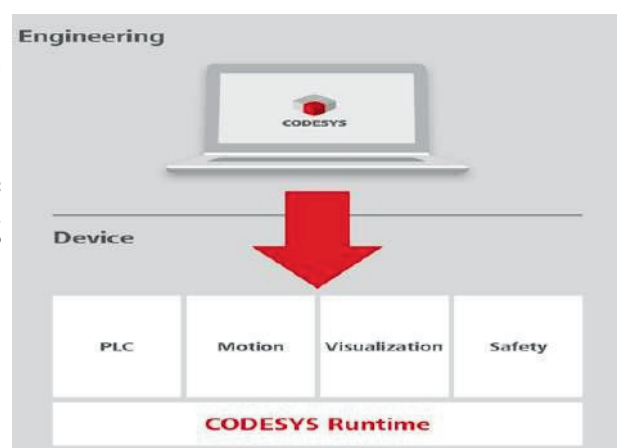 Engineering
CODESYS
Device
PLC Motion Visualization Safety
CODESYS Runtime